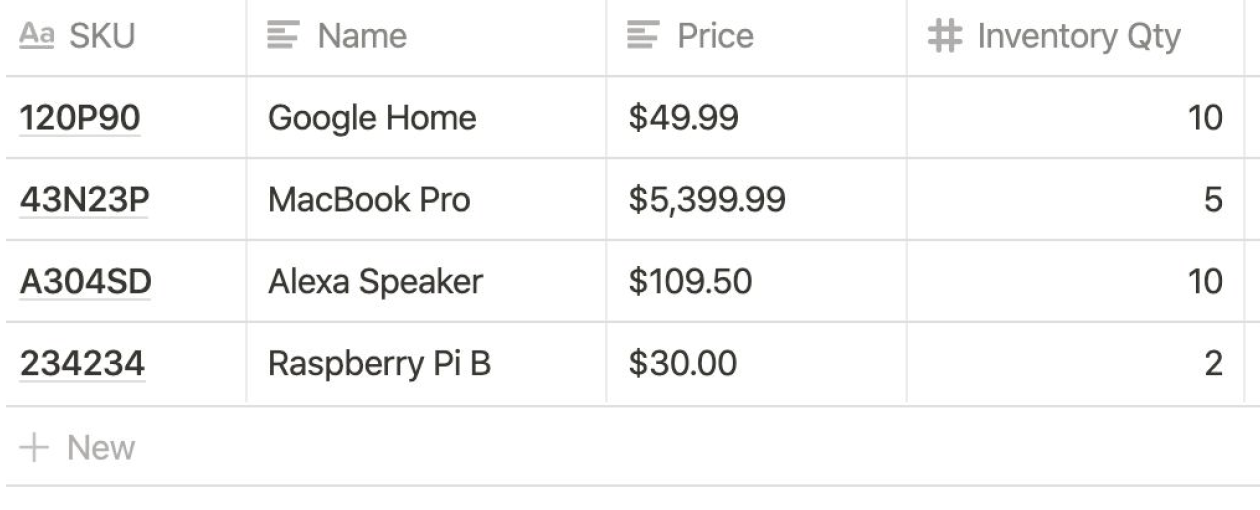 Aa SKU Name Price # Inventory Qty
120P90 Google Home $49.99 10
43N23P MacBook Pro $5,399.99 5
A304SD Alexa Speaker $109.50 10
234234 Raspberry Pi B $30.00 2
+ New